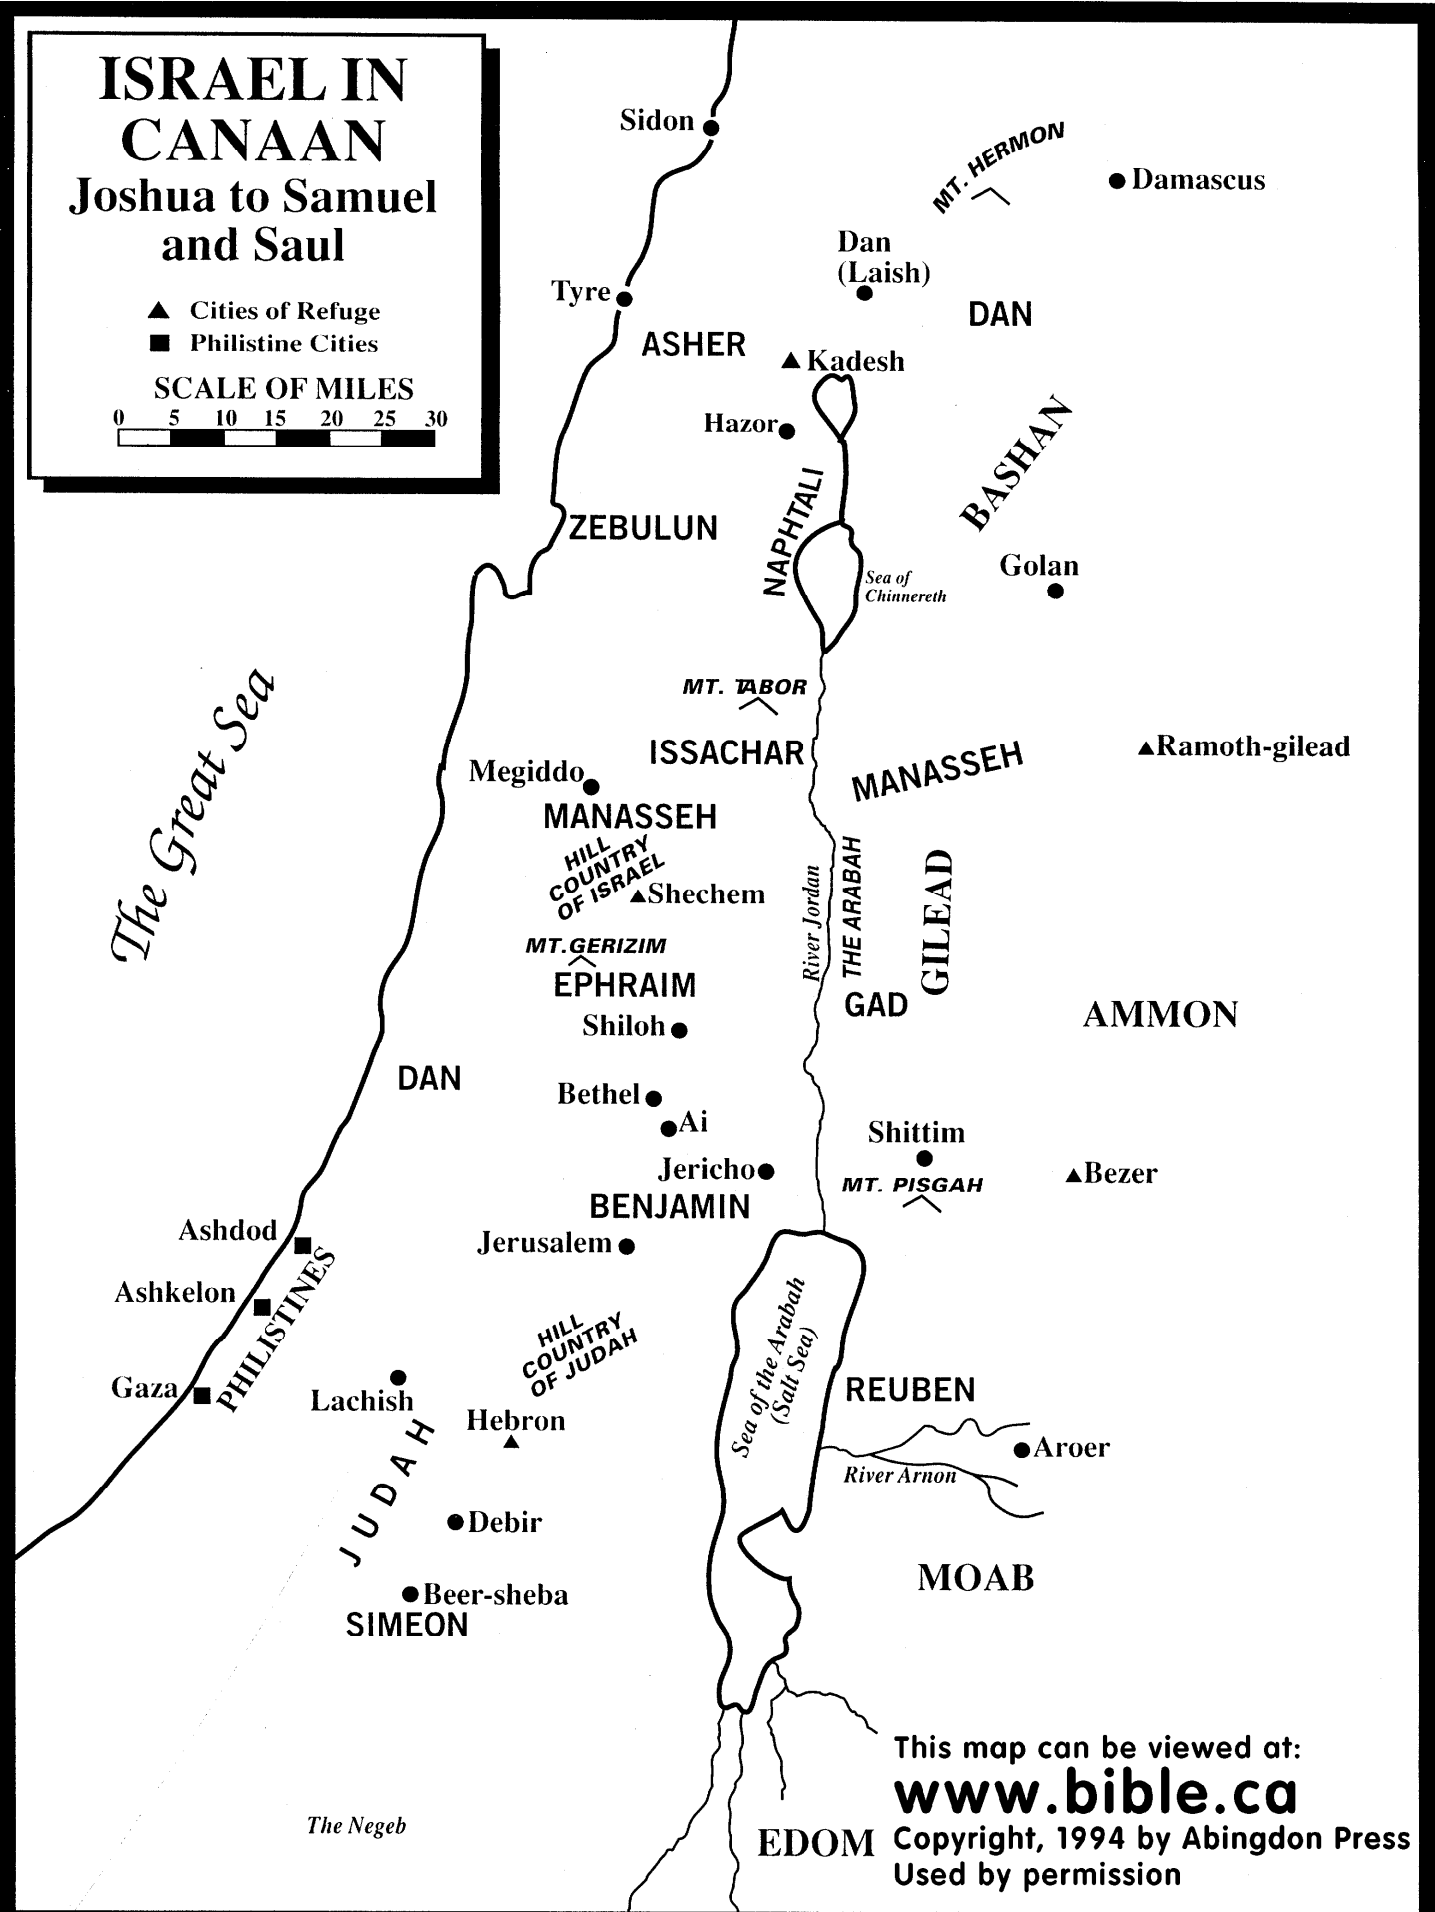 ISRAEL IN
CANAAN
Joshua to Samuel
and Saul
Cities of Refuge
Philistine Cities
SCALE OF MILES
0 5 10 15 20 25 30
Sidon
MT. HERMON
Damascus
Dan
(Laish)
Tyre
DAN
ASHER
Kadesh
Hazor
BASHAN
NAPHTALI
ZEBULUN
Golan
Sea of
Chinnereth
The Great Sea
MT. TABOR
ISSACHAR
MANASSEH
Ramoth-gilead
Megiddo
MANASSEH
HILL
COUNTRY
OF ISRAEL
Shechem
River Jordan
THE ARABAH
GILEAD
MT. GERIZIM
EPHRAIM
GAD
AMMON
Shiloh
DAN
Bethel
Ai
Shittim
Jericho
MT. PISGAH
Bezer
BENJAMIN
Ashdod
Jerusalem
Ashkelon
PHILISTINES
HILL
COUNTRY
OF JUDAH
Sea of the Arabah
(Salt Sea)
Gaza
Lachish
REUBEN
Hebron
JUDAH
Aroer
River Arnon
Debir
MOAB
Beer-sheba
SIMEON
The Negeb
EDOM
This map can be viewed at:
www.bible.ca
Copyright, 1994 by Abingdon Press
Used by permission